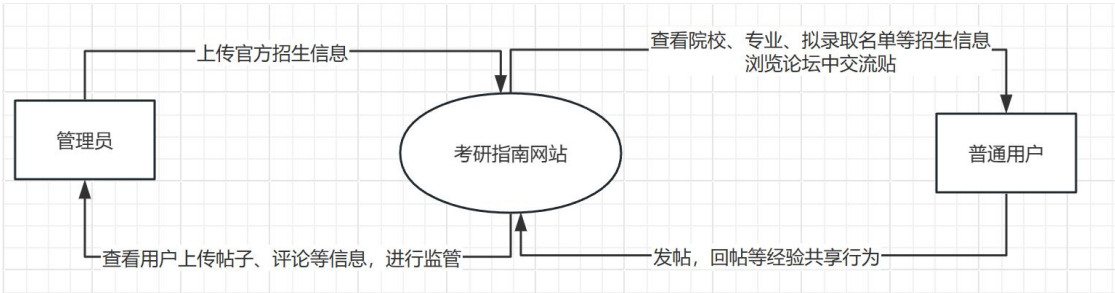 上传官方招生信息
查看院校、专业、拟录取名单等招生信息
浏览论坛中交流贴
管理员
考研指南网站
普通用户
查看用户上传帖子、评论等信息，进行监管
发帖，回帖等经验共享行为